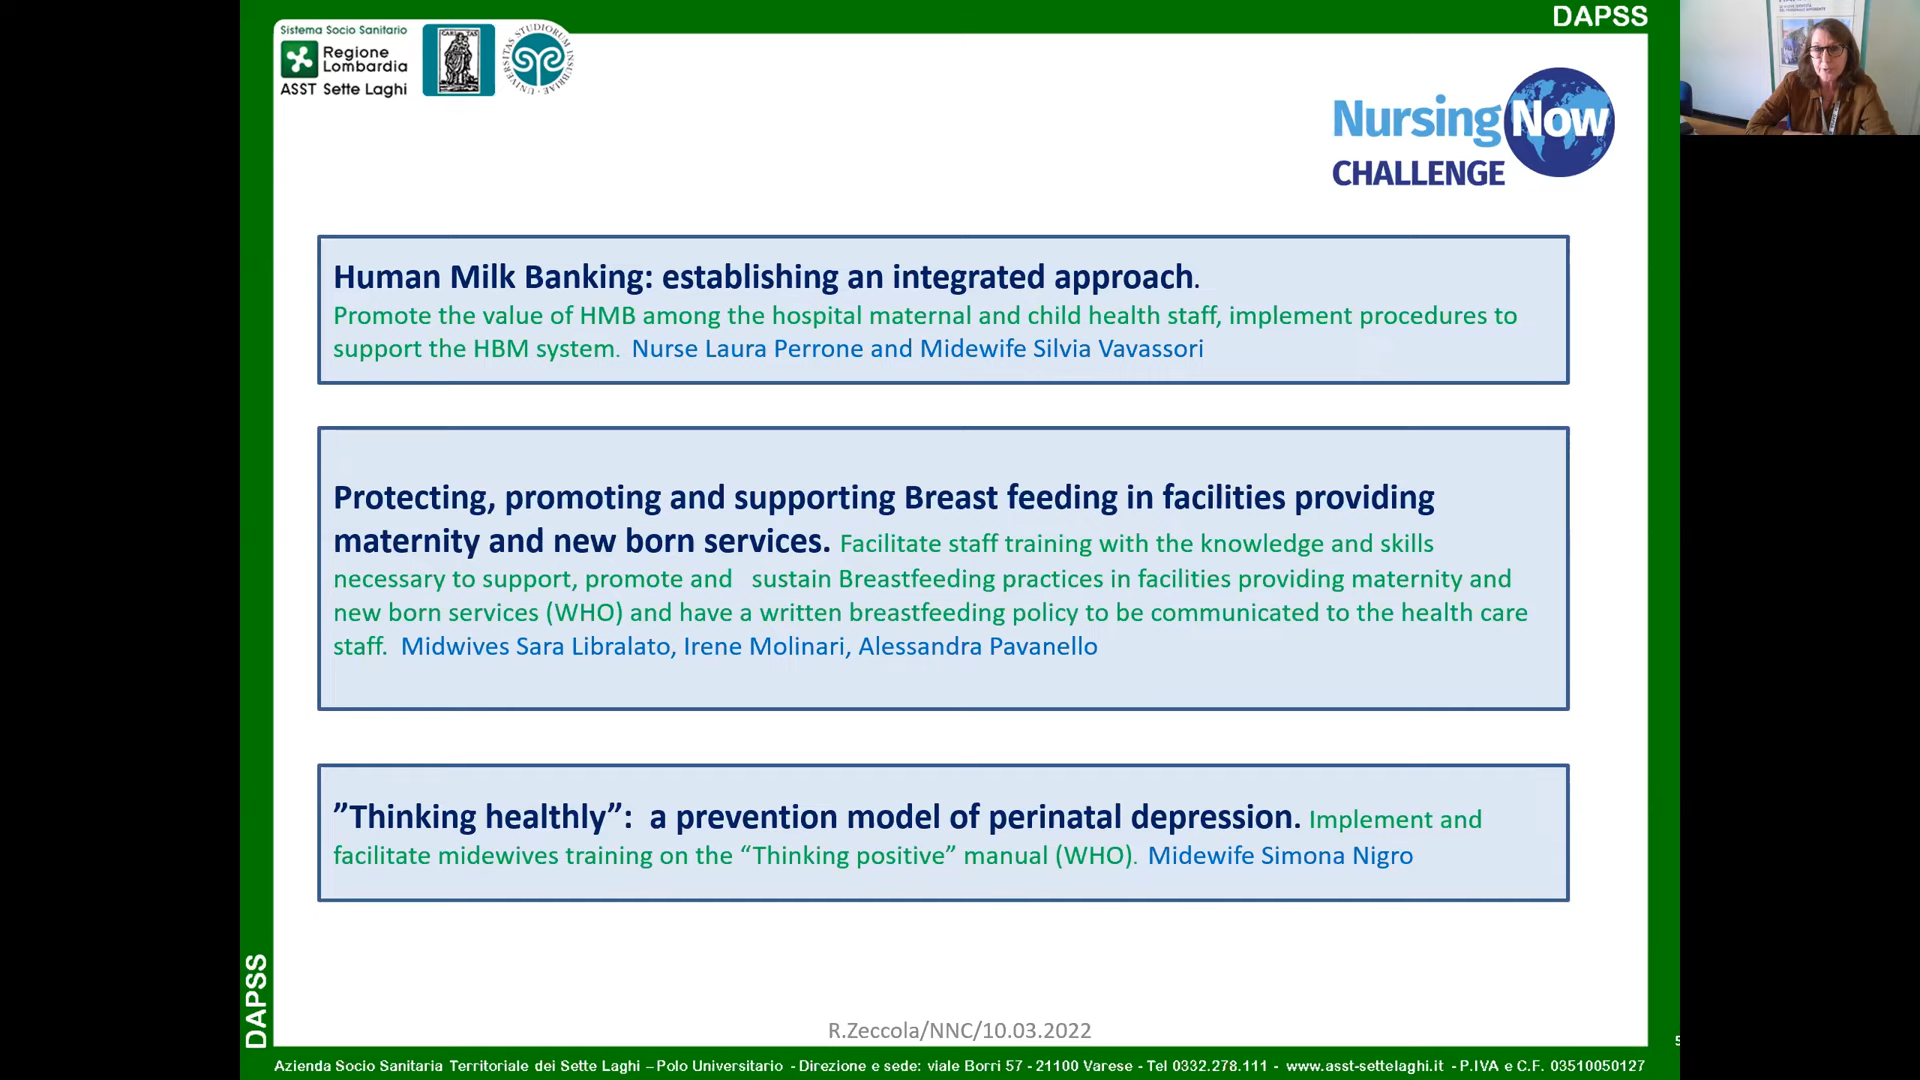 DAPSS
Sistema Socio Sanitario
Regione
Lombardia
ASST Sette Laghi
CARITAS
UNIVERSITAS STUDIORUM INSUBRIAE
Nursing Now
CHALLENGE
Human Milk Banking: establishing an integrated approach.
Promote the value of HMB among the hospital maternal and child health staff, implement procedures to
support the HBM system. Nurse Laura Perrone and Midewife Silvia Vavassori
Protecting, promoting and supporting Breast feeding in facilities providing
maternity and new born services. Facilitate staff training with the knowledge and skills
necessary to support, promote and sustain Breastfeeding practices in facilities providing maternity and
new born services (WHO) and have a written breastfeeding policy to be communicated to the health care
staff. Midwives Sara Libralato, Irene Molinari, Alessandra Pavanello
”Thinking healthly”: a prevention model of perinatal depression. Implement and
facilitate midewives training on the “Thinking positive” manual (WHO). Midewife Simona Nigro
DAPSS
R.Zeccola/NNC/10.03.2022
Azienda Socio Sanitaria Territoriale dei Sette Laghi – Polo Universitario - Direzione e sede: viale Borri 57 - 21100 Varese - Tel 0332.278.111 - www.asst-settelaghi.it - P.IVA e C.F. 03510050127